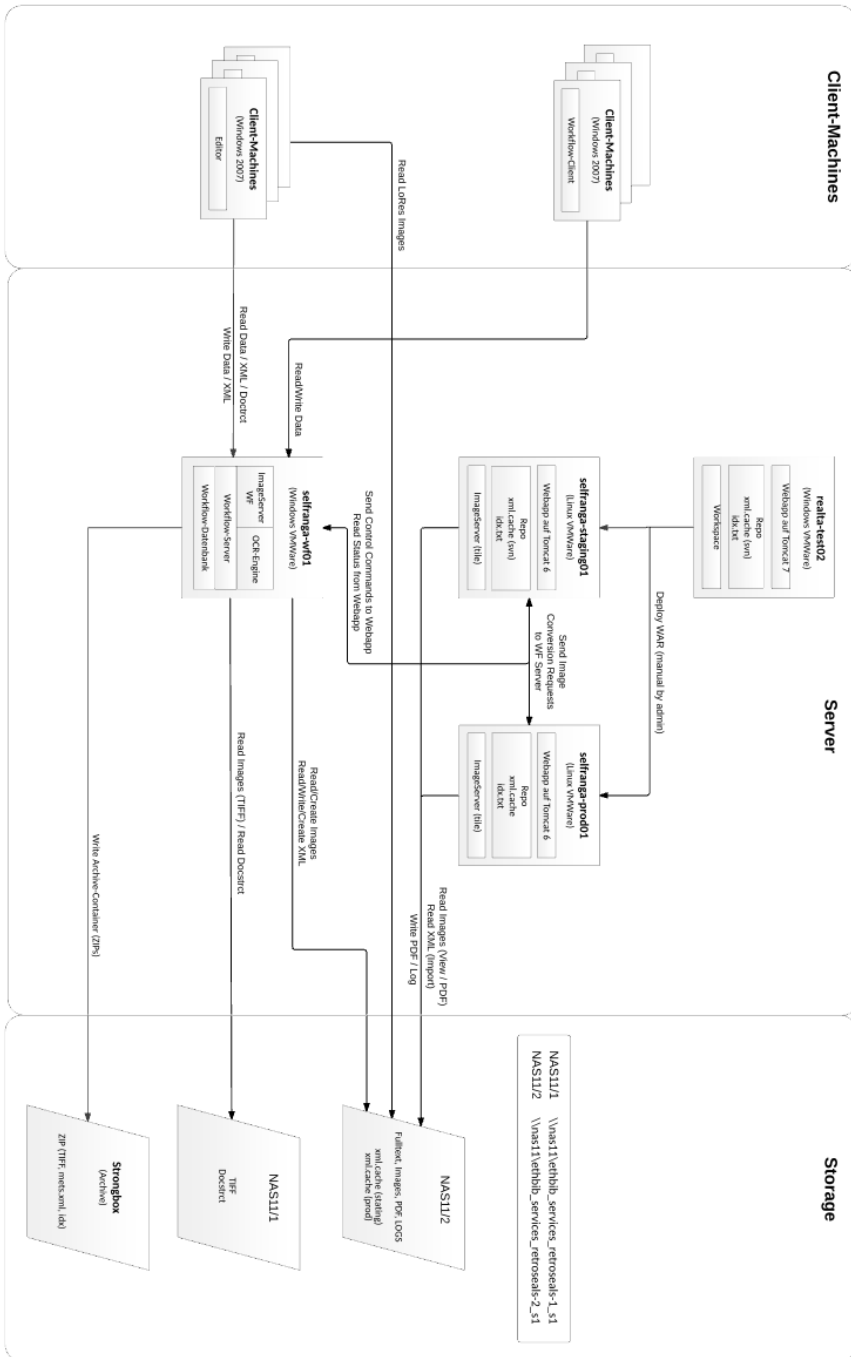 Client-Machines
Client-Machines
(Windows 2007)
Workflow-Client
Client-Machines
(Windows 2007)
Editor
Read LoRes Images
Read Data / XML / Doctrct
Write Data / XML
Read/Write Data
Server
realta-test02
(Windows VMWare)
Webapp auf Tomcat 7
Repo
xml.cache (svn)
idx.txt
Workspace
Deploy WAR (manual by admin)
selfranga-staging01
(Linux VMWare)
Webapp auf Tomcat 6
Repo
xml.cache (svn)
idx.txt
ImageServer (tile)
Send Image
Conversion Requests
to WF Server
selfranga-prod01
(Linux VMWare)
Webapp auf Tomcat 6
Repo
xml.cache
idx.txt
ImageServer (tile)
Send Control Commands to Webapp
Read Status from Webapp
selfranga-wf01
(Windows VMWare)
ImageServer
WF
OCR-Engine
Workflow-Server
Workflow-Datenbank
Read Images (View / PDF)
Read XML (Import)
Write PDF / Log
Read/Create Images
Read/Write/Create XML
Read Images (TIFF) / Read Docstrct
Write Archive-Container (ZIPs)
Storage
NAS11/1 \\nas11\ethbib_services_retroseals-1_s1
NAS11/2 \\nas11\ethbib_services_retroseals-2_s1
NAS11/2
Fulltext, Images, PDF, LOGS
xml.cache (stating)
xml.cache (prod)
NAS11/1
TIFF
Docstrct
Strongbox
(Archive)
ZIP (TIFF, mets.xml, idx)